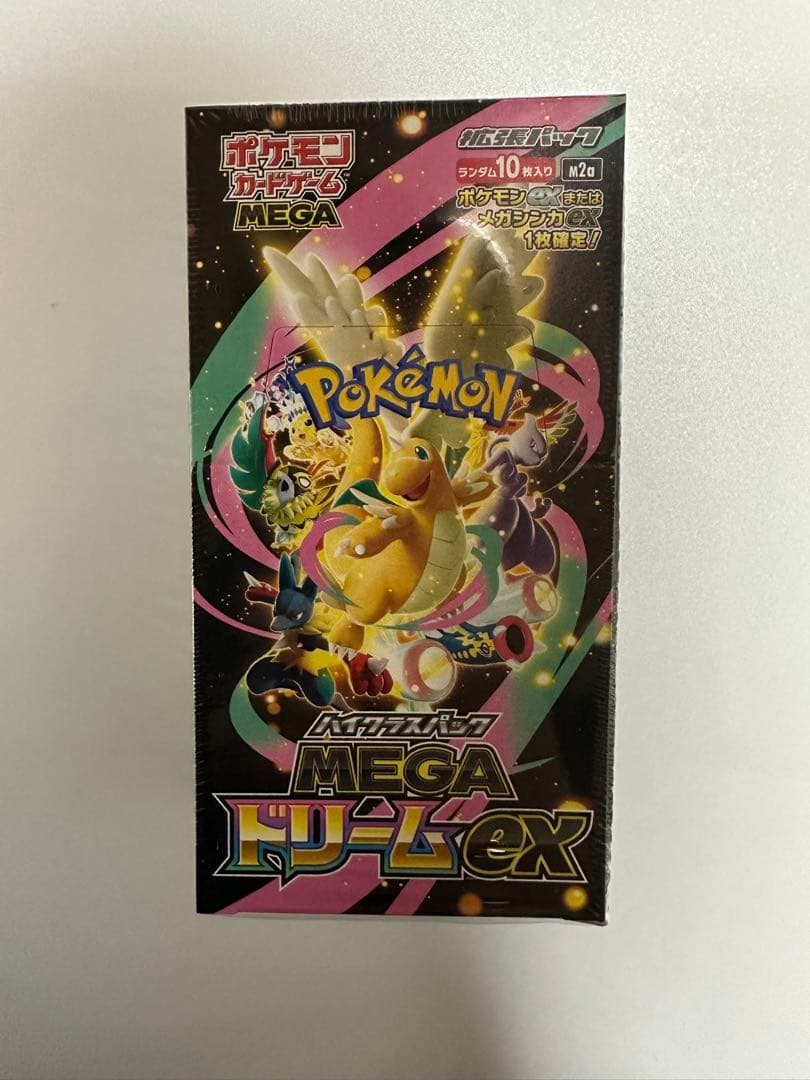 ポケモン
カードゲーム™
MEGA
拡張パック
ランダム10枚入り
M2a
ポケモンexまたは
メガシンカex
1枚確定!
POKéMON
™
ハイクラスパック
MEGA
ドリームex